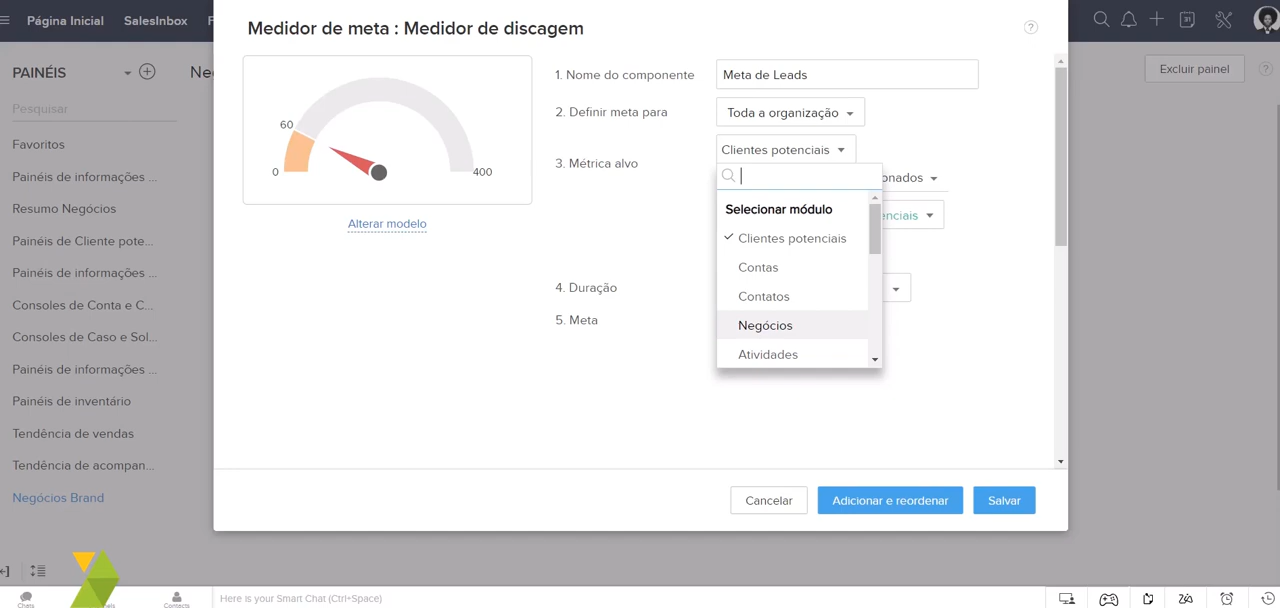 Página Inicial
SalesInbox
PAINÉIS
Pesquisar
Favoritos
Painéis de informações ...
Resumo Negócios
Painéis de Cliente pote...
Painéis de informações ...
Consoles de Conta e C...
Consoles de Caso e Sol...
Painéis de informações ...
Painéis de inventário
Tendência de vendas
Tendência de acompan...
Negócios Brand
Medidor de meta : Medidor de discagem
?
0
60
400
Alterar modelo
1. Nome do componente
Meta de Leads
2. Definir meta para
Toda a organização
3. Métrica alvo
Clientes potenciais
onados
enciais
Selecionar módulo
Clientes potenciais
Contas
Contatos
Negócios
Atividades
4. Duração
5. Meta
Cancelar
Adicionar e reordenar
Salvar
31
Excluir painel
?
Chats
Contacts
Here is your Smart Chat (Ctrl+Space)